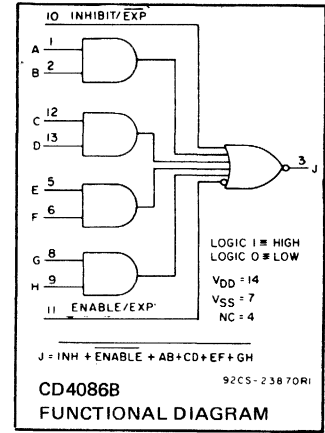 10 INHIBIT/E̅X̅P̅
A 1
B 2
C 12
D 13
E 5
F 6
G 8
H 9
11 ENABLE/EXP
3 J
LOGIC 1 ≡ HIGH
LOGIC 0 ≡ LOW
VDD = 14
VSS = 7
NC = 4
J = INH + ENABLE + AB+CD+EF+GH
92CS-23870R1
CD4086B
FUNCTIONAL DIAGRAM